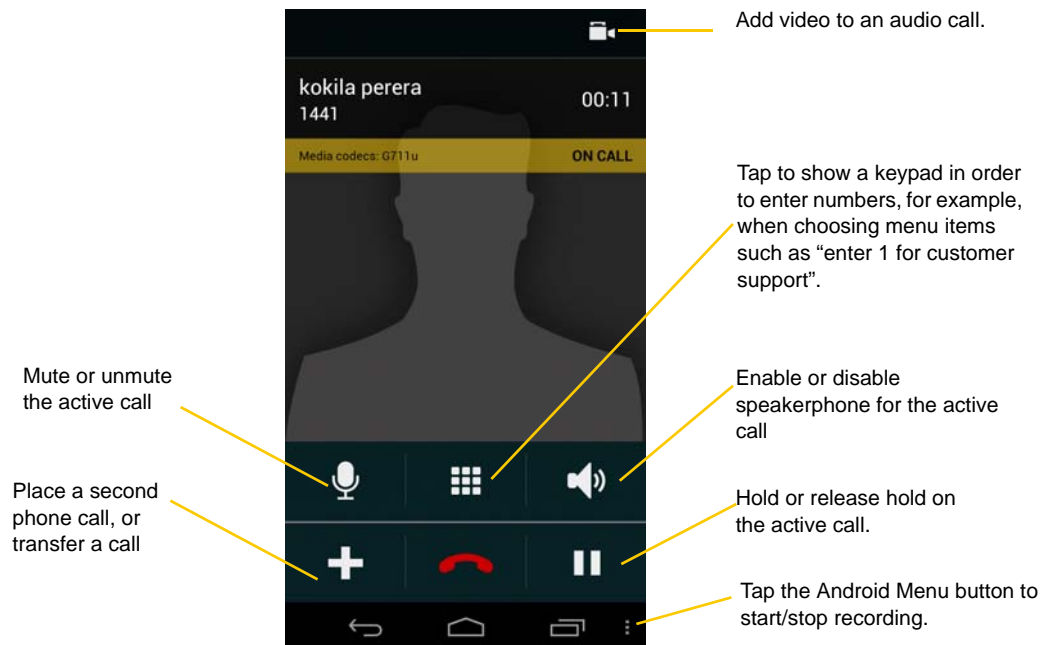 Add video to an audio call.
kokila perera
1441
00:11
Media codecs: G711u
ON CALL
Tap to show a keypad in order
to enter numbers, for example,
when choosing menu items
such as “enter 1 for customer
support”.
Mute or unmute
the active call
Enable or disable
speakerphone for the active
call
Place a second
phone call, or
transfer a call
Hold or release hold on
the active call.
Tap the Android Menu button to
start/stop recording.